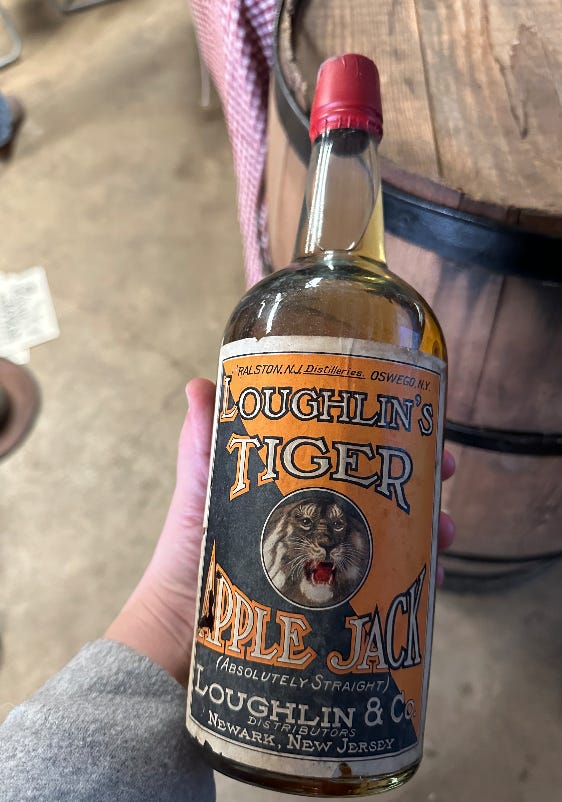 RALSTON, N.J. Distilleries. OSWEGO, N.Y.
LOUGHLIN'S
TIGER
APPLE JACK
(ABSOLUTELY STRAIGHT)
LOUGHLIN & Co.
DISTRIBUTORS
NEWARK, NEW JERSEY